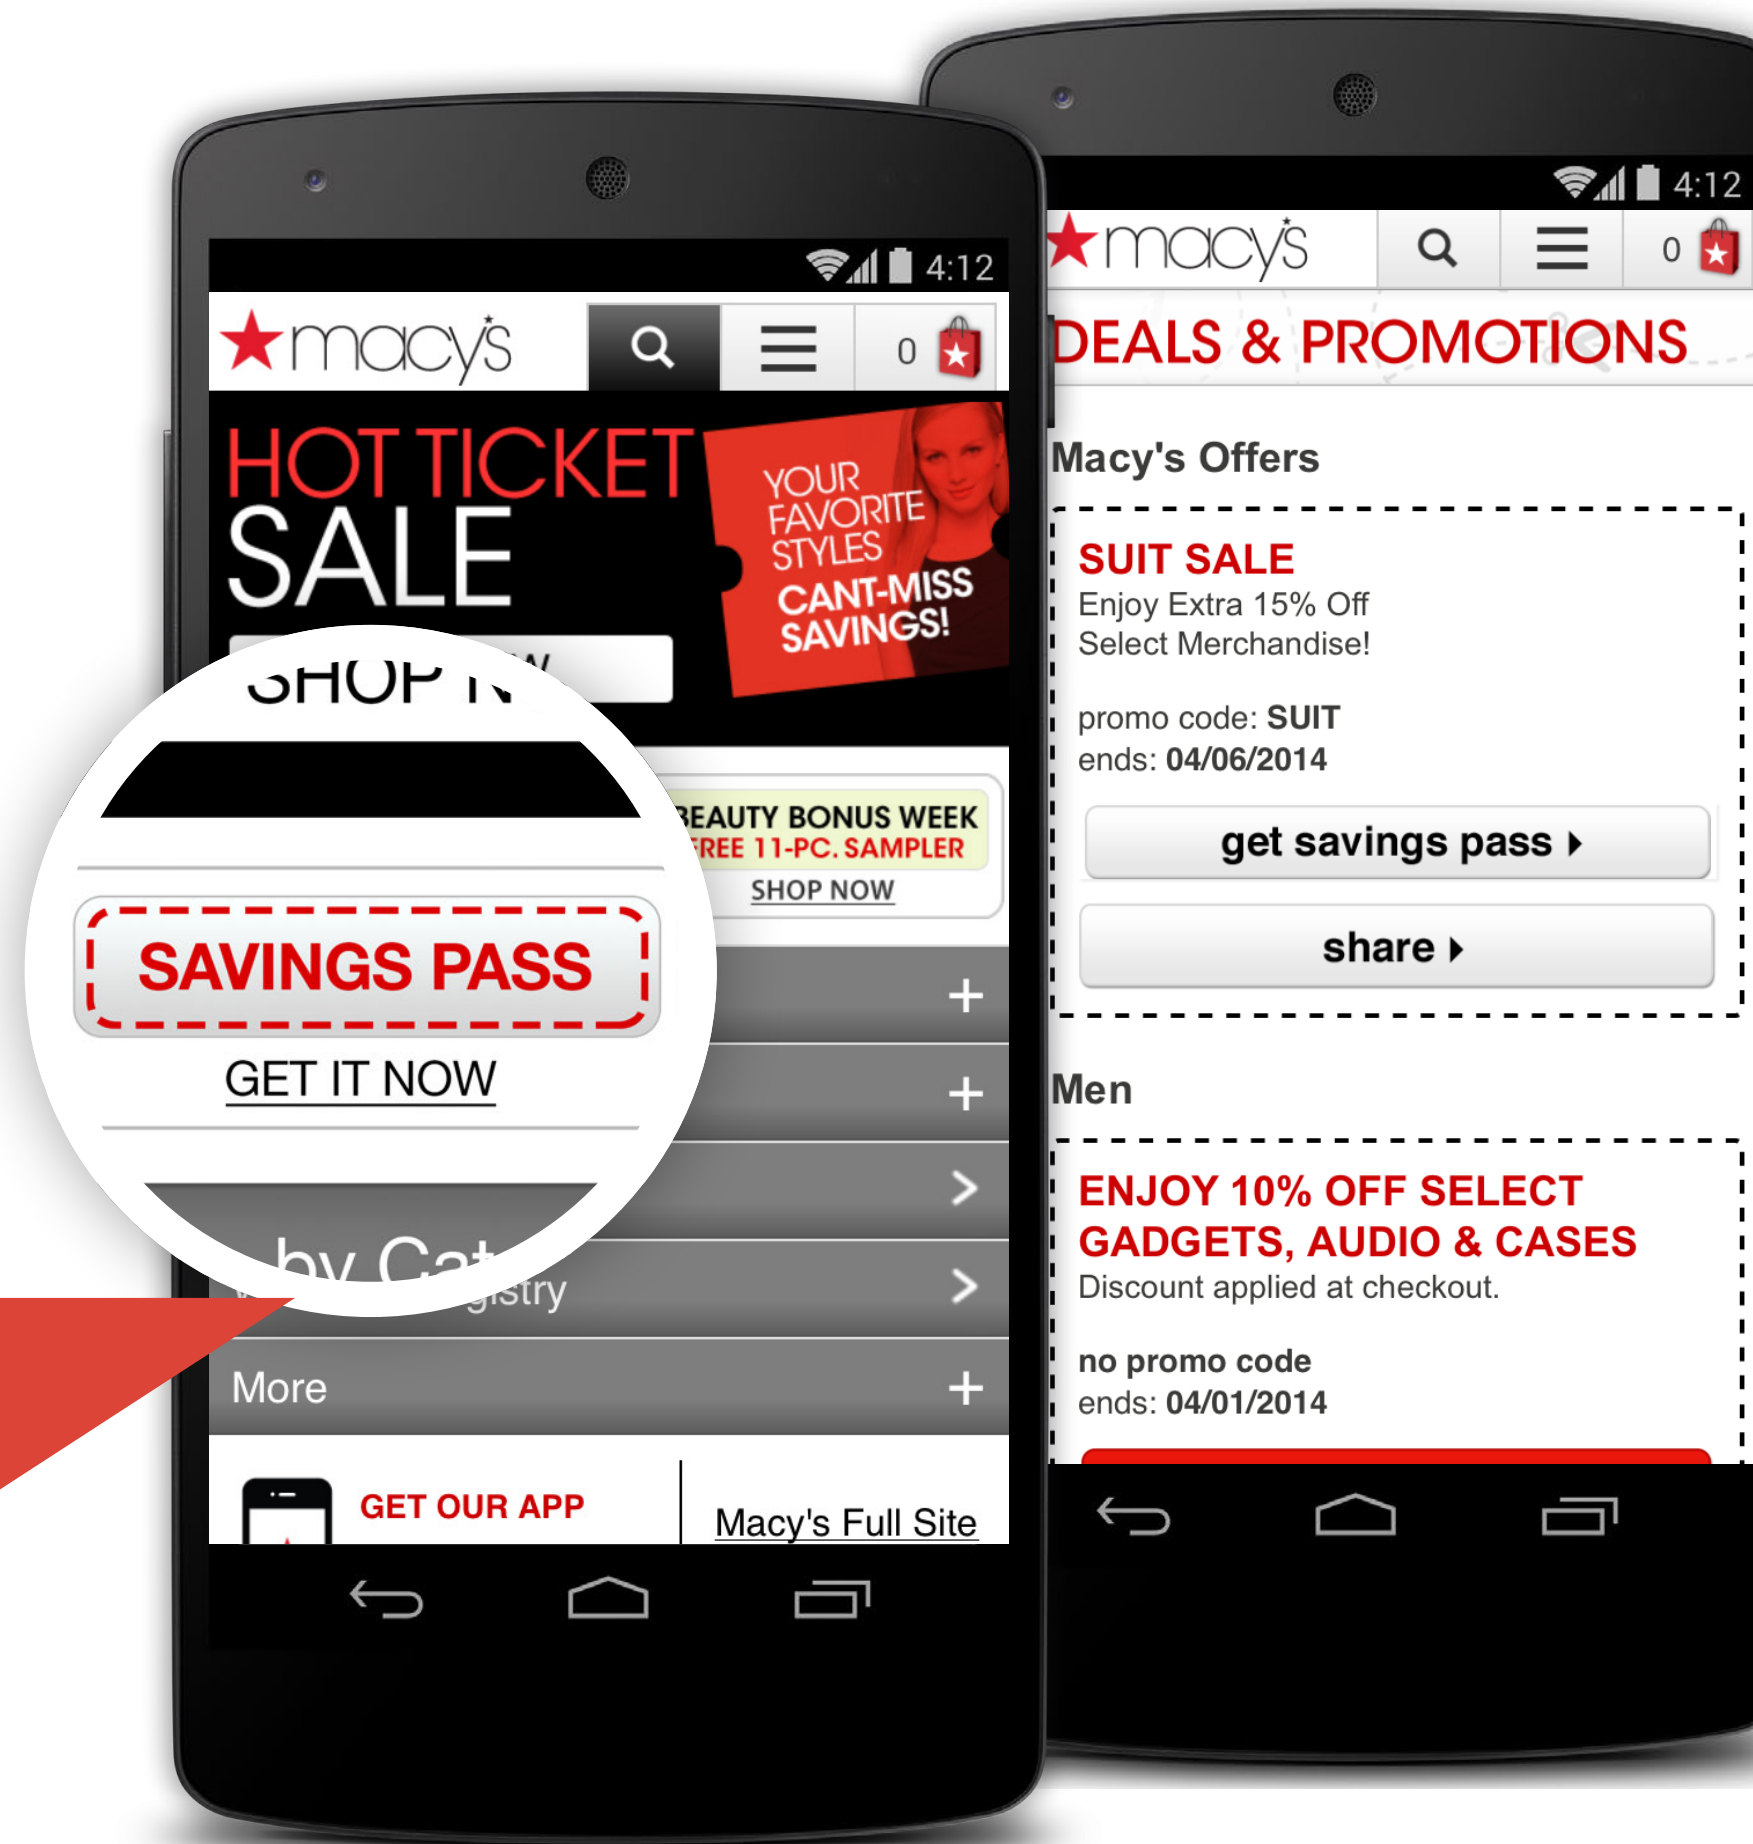 4:12
macy's
0
HOT TICKET
SALE
YOUR
FAVORITE
STYLES
CANT-MISS
SAVINGS!
SHOP
BEAUTY BONUS WEEK
FREE 11-PC. SAMPLER
SHOP NOW
SAVINGS PASS
GET IT NOW
by
More
GET OUR APP
Macy's Full Site
4:12
macy's
0
DEALS & PROMOTIONS
Macy's Offers
SUIT SALE
Enjoy Extra 15% Off
Select Merchandise!
promo code: SUIT
ends: 04/06/2014
get savings pass
share
Men
ENJOY 10% OFF SELECT
GADGETS, AUDIO & CASES
Discount applied at checkout.
no promo code
ends: 04/01/2014